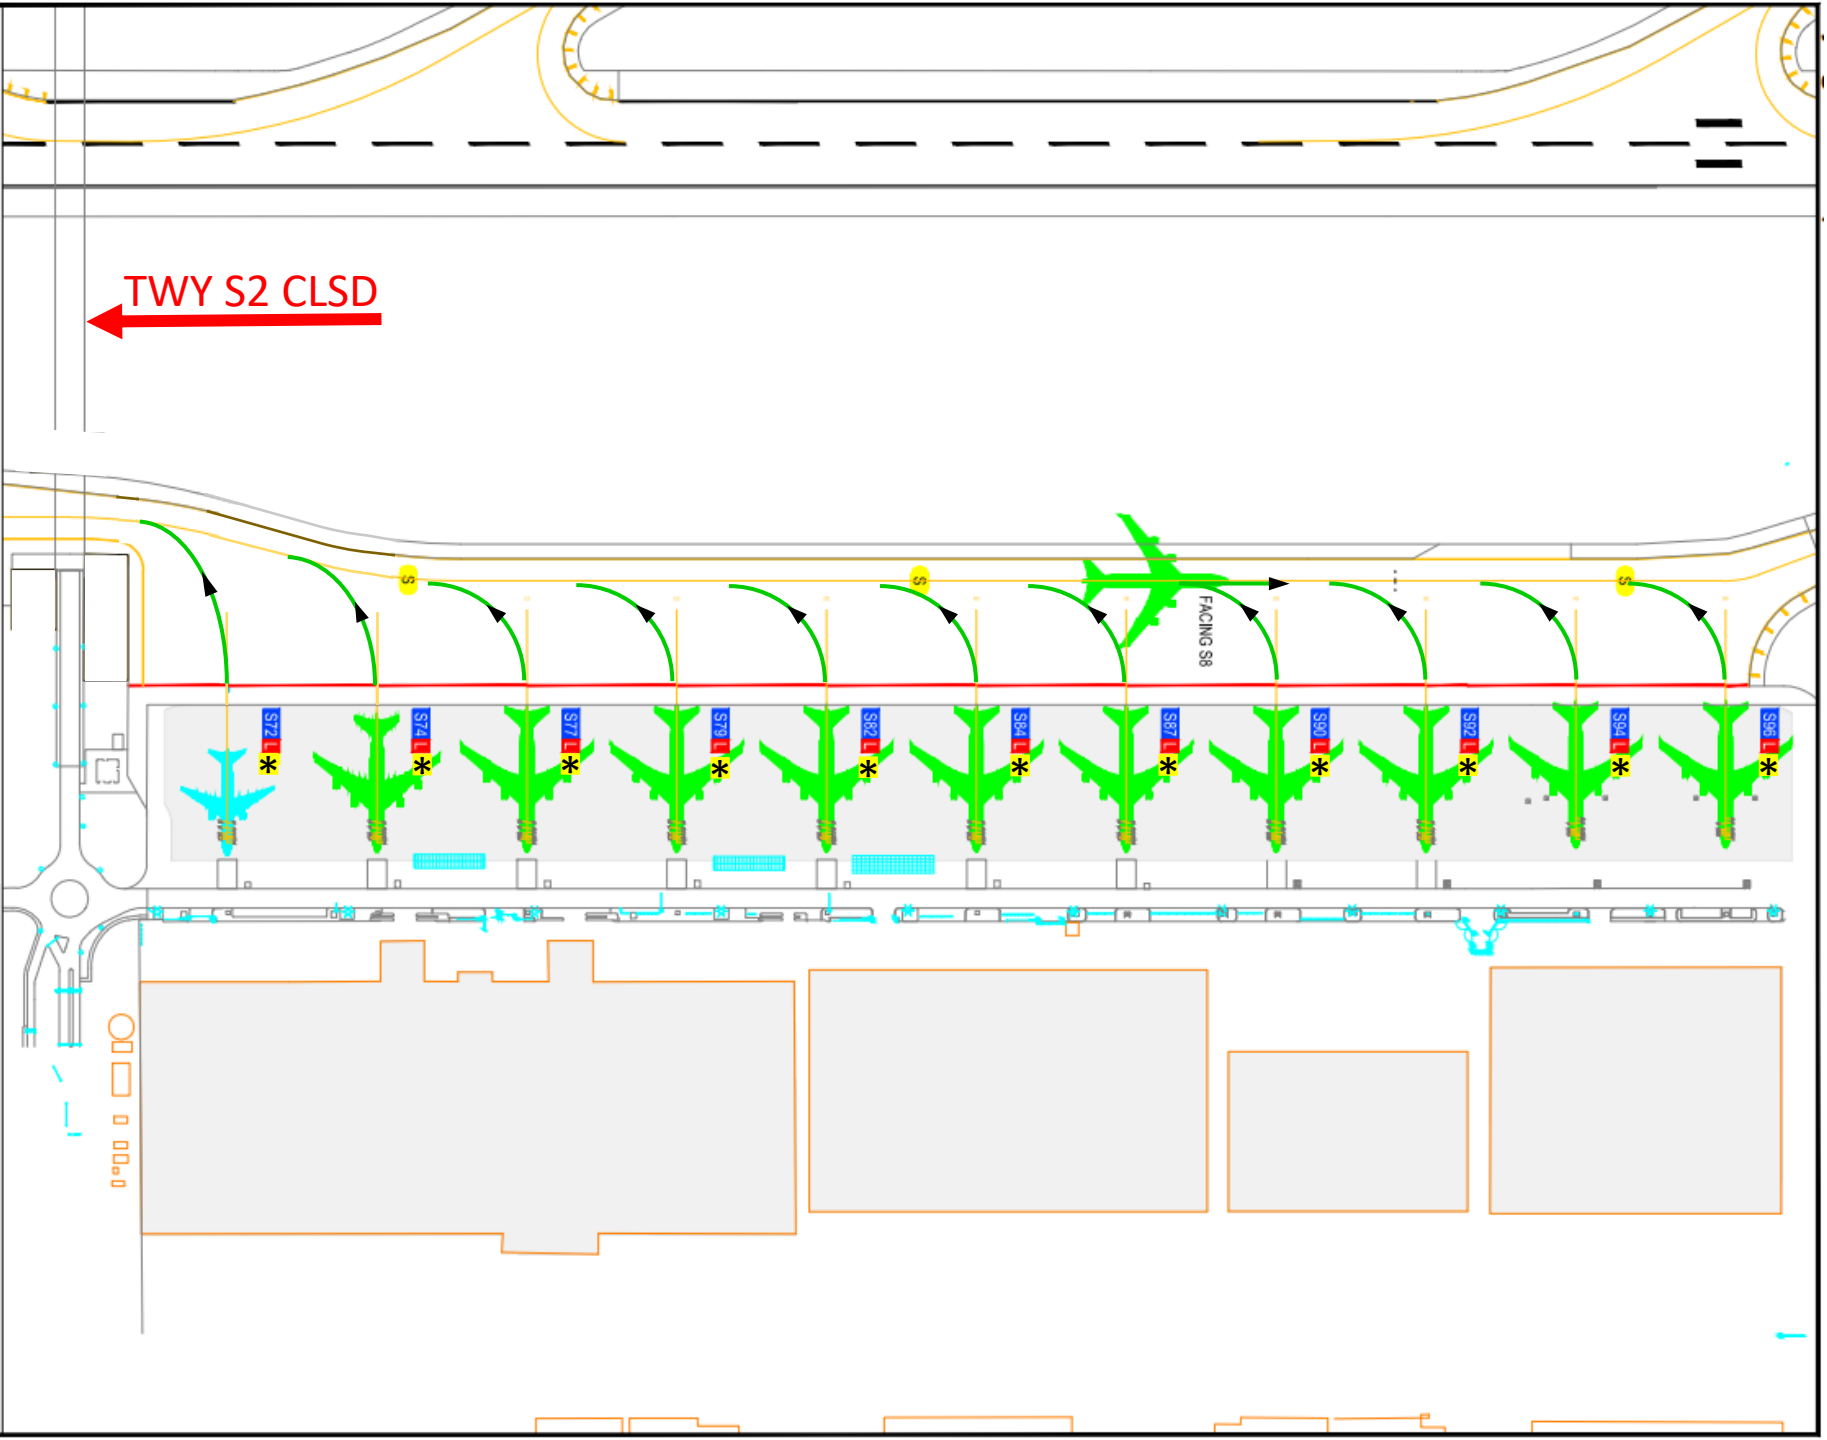 TWY S2 CLSD
S
S
S
FACING S8
S72 L *
S74 L *
S77 L *
S79 L *
S82 L *
S84 L *
S87 L *
S90 L *
S92 L *
S94 L *
S96 L *